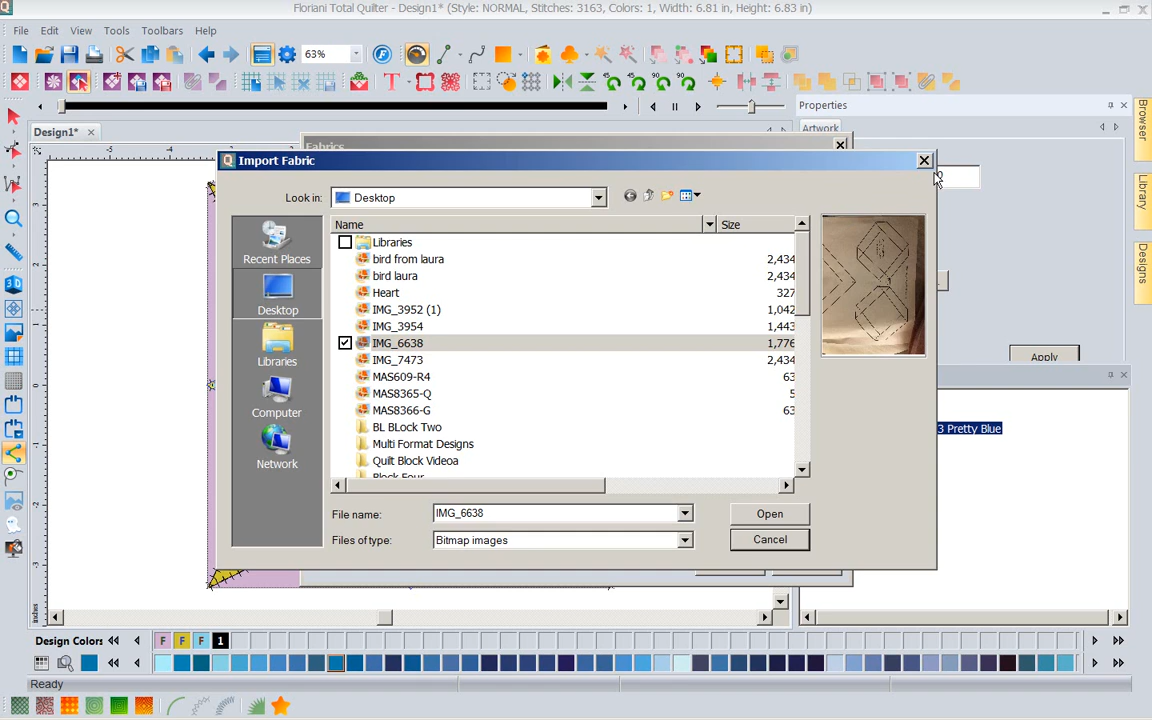 Floriani Total Quilter - Design1* (Style: NORMAL, Stitches: 3163, Colors: 1, Width: 6.81 in, Height: 6.83 in)
File Edit View Tools Toolbars Help
63%
Properties
Design1*
Artwork
Fabrics
Import Fabric
Look in: Desktop
Name Size
Recent Places
Desktop
Libraries
Computer
Network
Libraries
bird from laura 2,434
bird laura 2,434
Heart 327
IMG_3952 (1) 1,042
IMG_3954 1,443
IMG_6638 1,776
IMG_7473 2,434
MAS609-R4 63
MAS8365-Q 5
MAS8366-G 63
BL BLock Two
Multi Format Designs
Quilt Block Videoa
Block Four
File name: IMG_6638 Open
Files of type: Bitmap images Cancel
Apply
3 Pretty Blue
Browser
Library
Designs
inches
Design Colors F F F 1
Ready